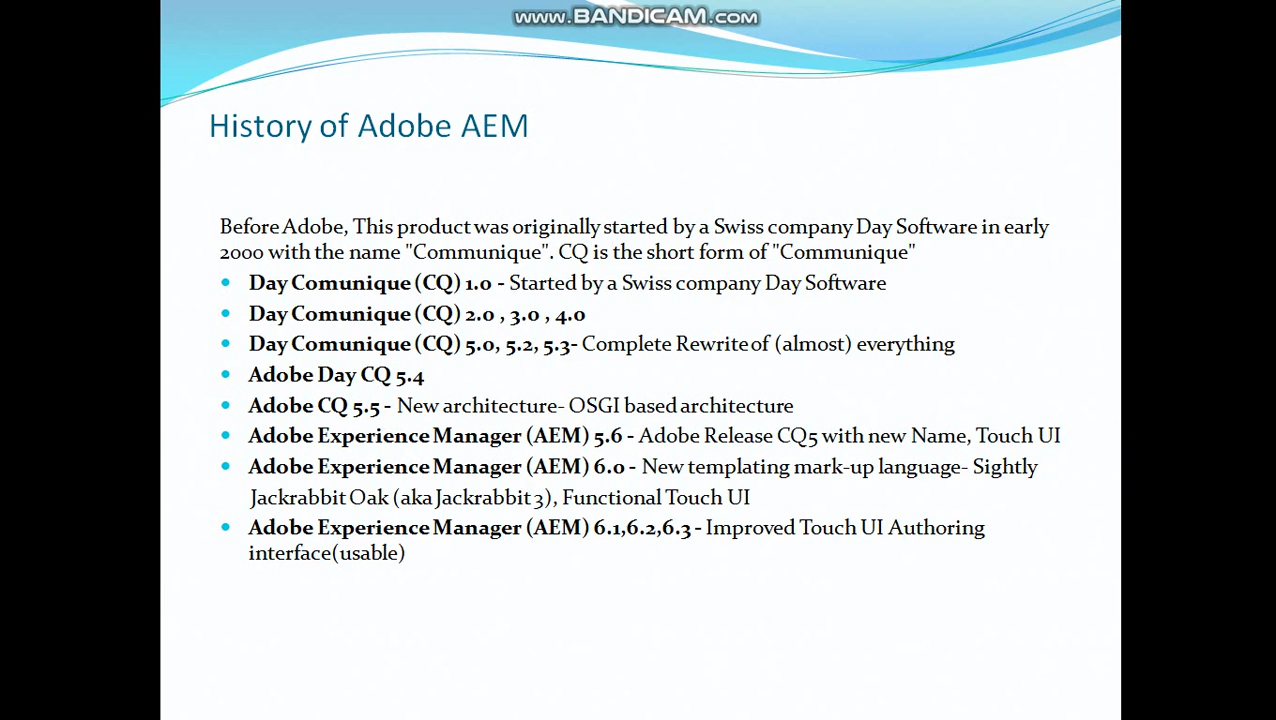 www.BANDICAM.com
History of Adobe AEM
Before Adobe, This product was originally started by a Swiss company Day Software in early
2000 with the name "Communique". CQ is the short form of "Communique"
• Day Comunique (CQ) 1.0 - Started by a Swiss company Day Software
• Day Comunique (CQ) 2.0 , 3.0 , 4.0
• Day Comunique (CQ) 5.0, 5.2, 5.3- Complete Rewrite of (almost) everything
• Adobe Day CQ 5.4
• Adobe CQ 5.5 - New architecture- OSGI based architecture
• Adobe Experience Manager (AEM) 5.6 - Adobe Release CQ5 with new Name, Touch UI
• Adobe Experience Manager (AEM) 6.0 - New templating mark-up language- Sightly
Jackrabbit Oak (aka Jackrabbit 3), Functional Touch UI
• Adobe Experience Manager (AEM) 6.1,6.2,6.3 - Improved Touch UI Authoring
interface(usable)